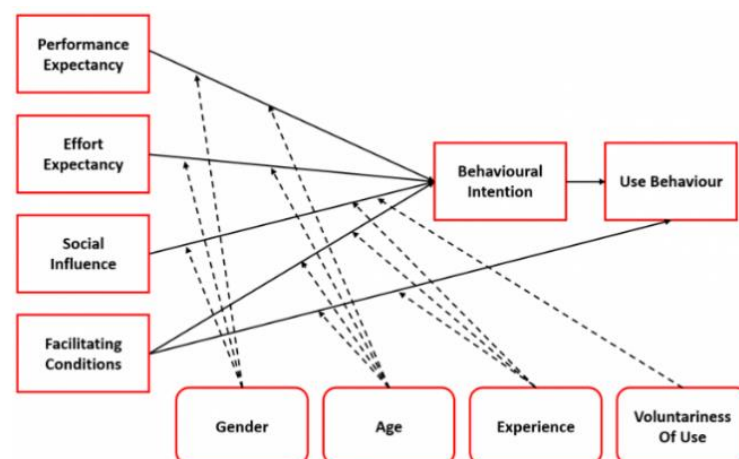 Performance
Expectancy
Effort
Expectancy
Behavioural
Intention
Use Behaviour
Social
Influence
Facilitating
Conditions
Gender
Age
Experience
Voluntariness
Of Use